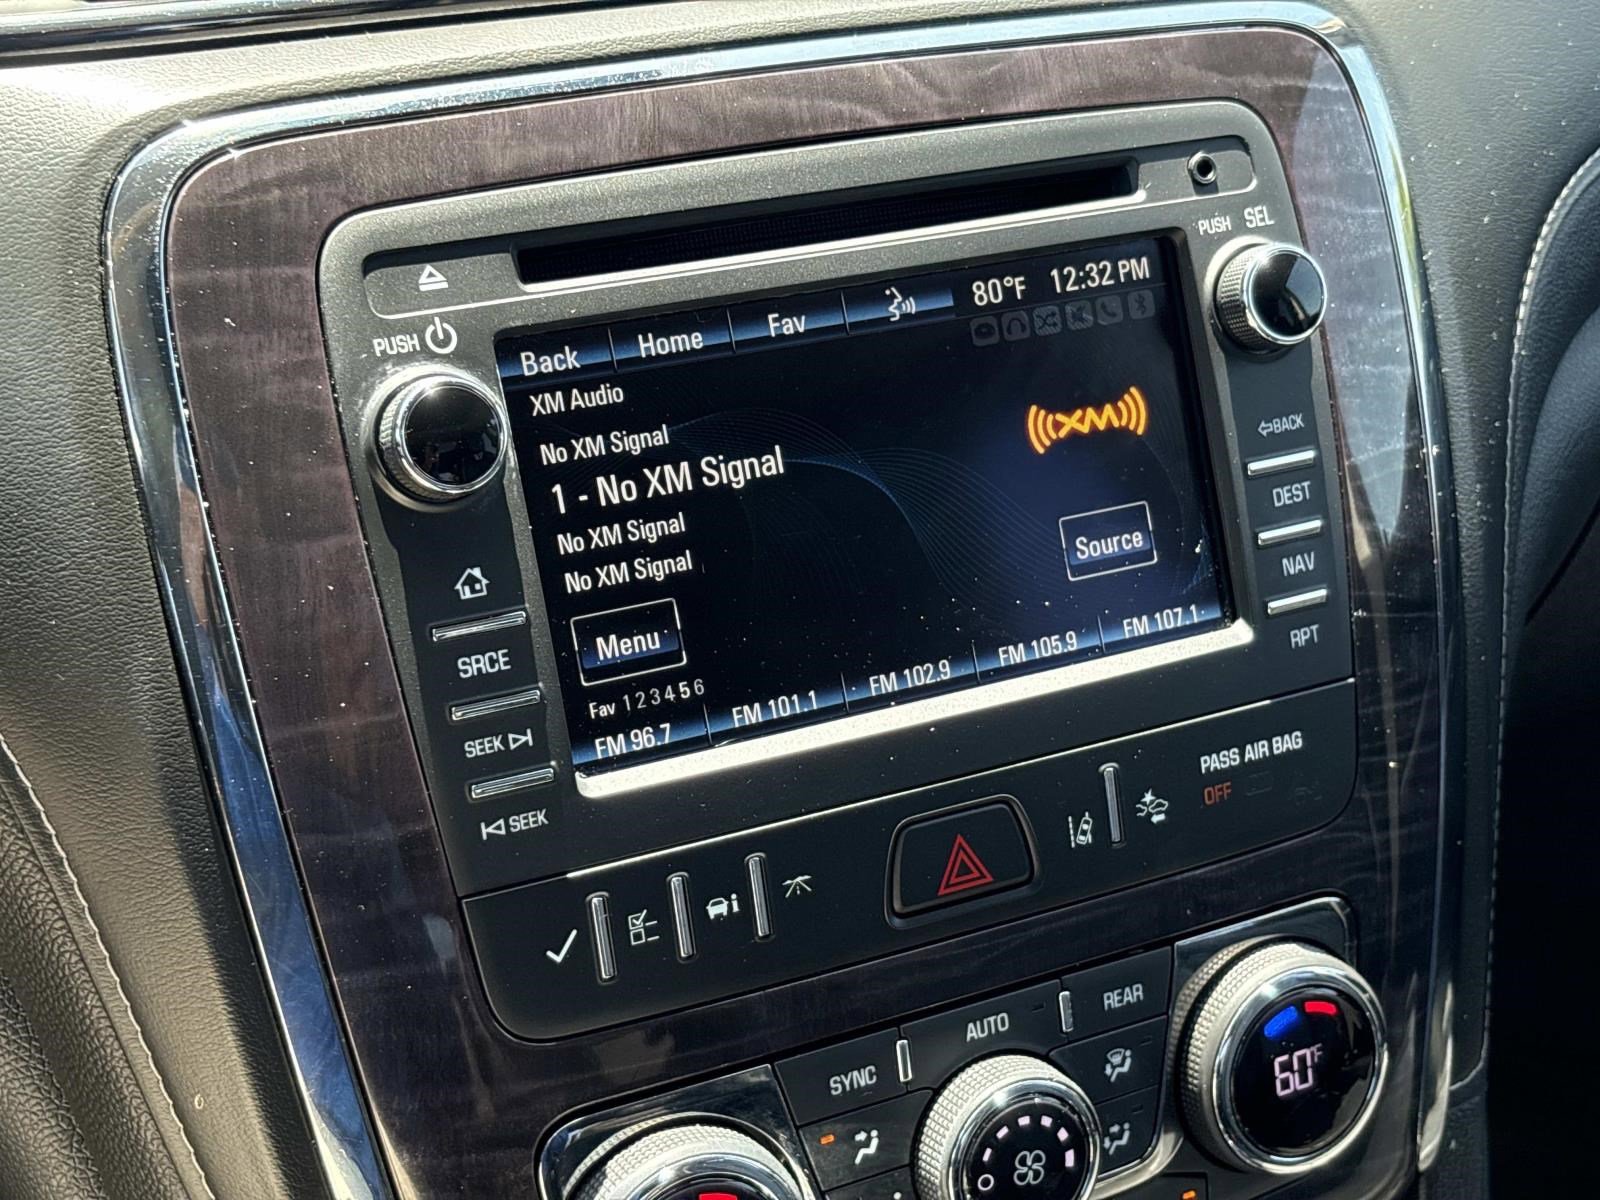 PUSH SEL
PUSH
Back Home Fav 80°F 12:32 PM
XM Audio
No XM Signal
1 - No XM Signal
No XM Signal
No XM Signal
XM
Source
Menu
Fav 1 2 3 4 5 6
FM 96.7 FM 101.1 FM 102.9 FM 105.9 FM 107.1
SRCE
SEEK
SEEK
BACK
DEST
NAV
RPT
PASS AIR BAG
OFF
SYNC AUTO REAR
60°F